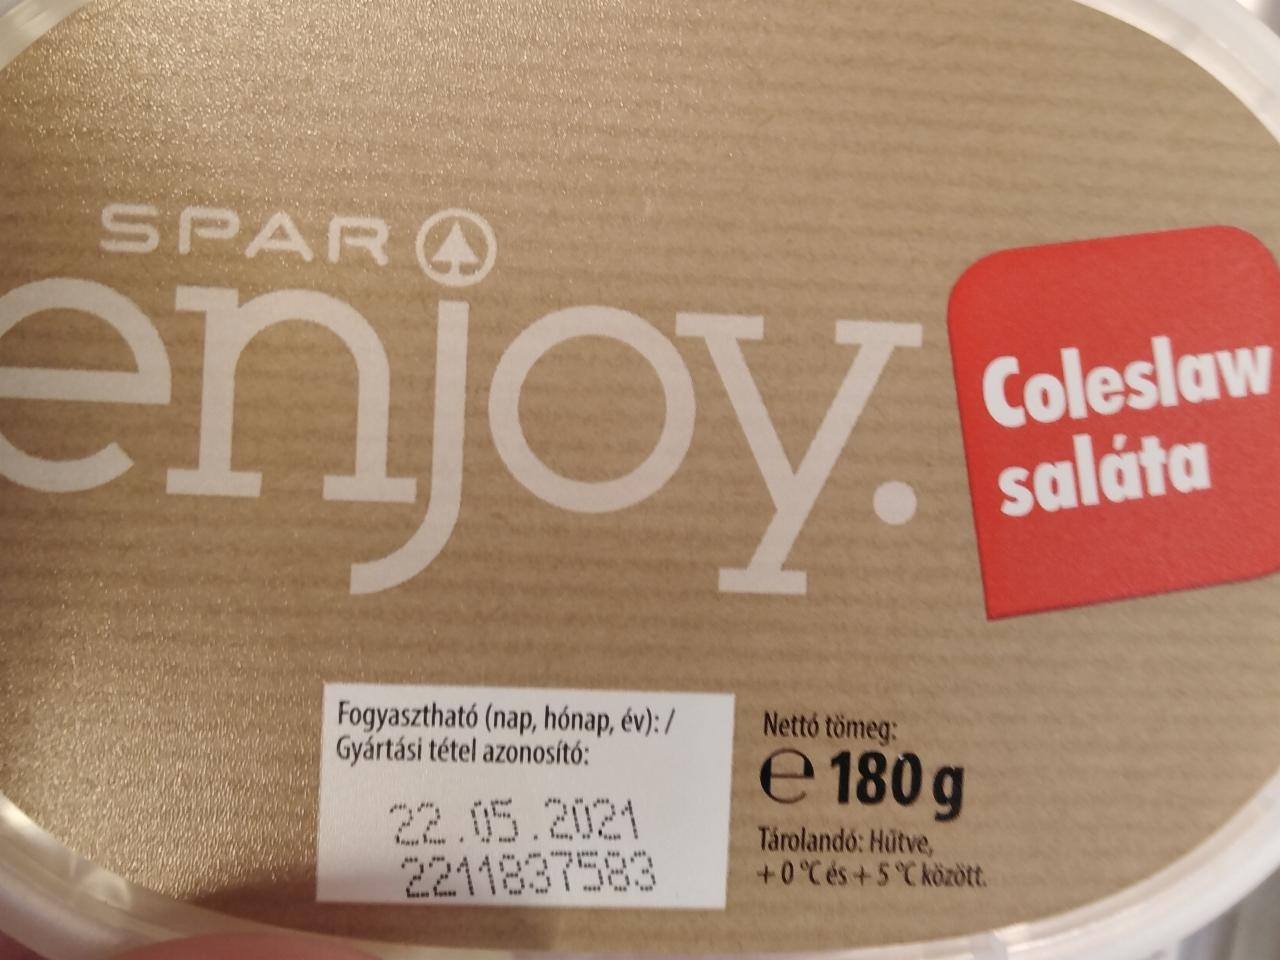 SPAR
enjoy.
Coleslaw
saláta
Fogyasztható (nap, hónap, év): /
Gyártási tétel azonosító:
22.05.2021
2211837583
Nettó tömeg:
℮ 180 g
Tárolandó: Hűtve,
+ 0 °C és + 5 °C között.